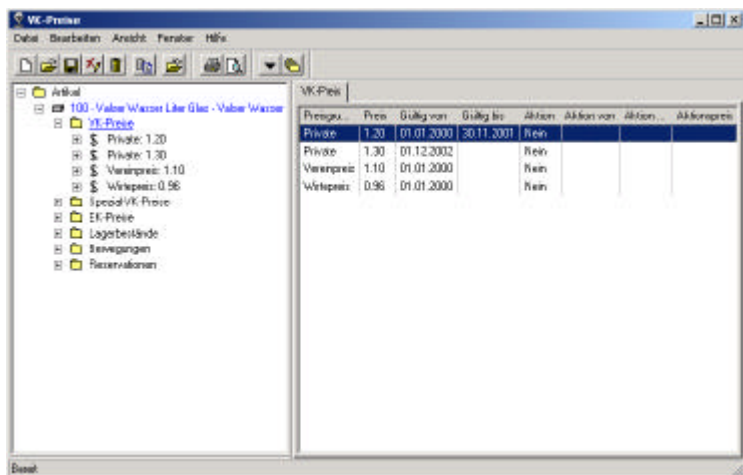 VK-Preise
Datei Bearbeiten Ansicht Fenster Hilfe
Artikel
100 - Valser Wasser Liter Glas - Valser Wasser
VK-Preise
$ Private: 1.20
$ Private: 1.30
$ Vereinpreis: 1.10
$ Wirtepreis: 0.96
Spezial-VK-Preise
EK-Preise
Lagerbestände
Bewegungen
Reservationen
VK-Preis
Preisgru... Preis Gültig von Gültig bis Aktion Aktion von Aktion ... Aktionspreis
Private 1.20 01.01.2000 30.11.2001 Nein
Private 1.30 01.12.2002 Nein
Vereinpreis 1.10 01.01.2000 Nein
Wirtepreis 0.96 01.01.2000 Nein
Bereit